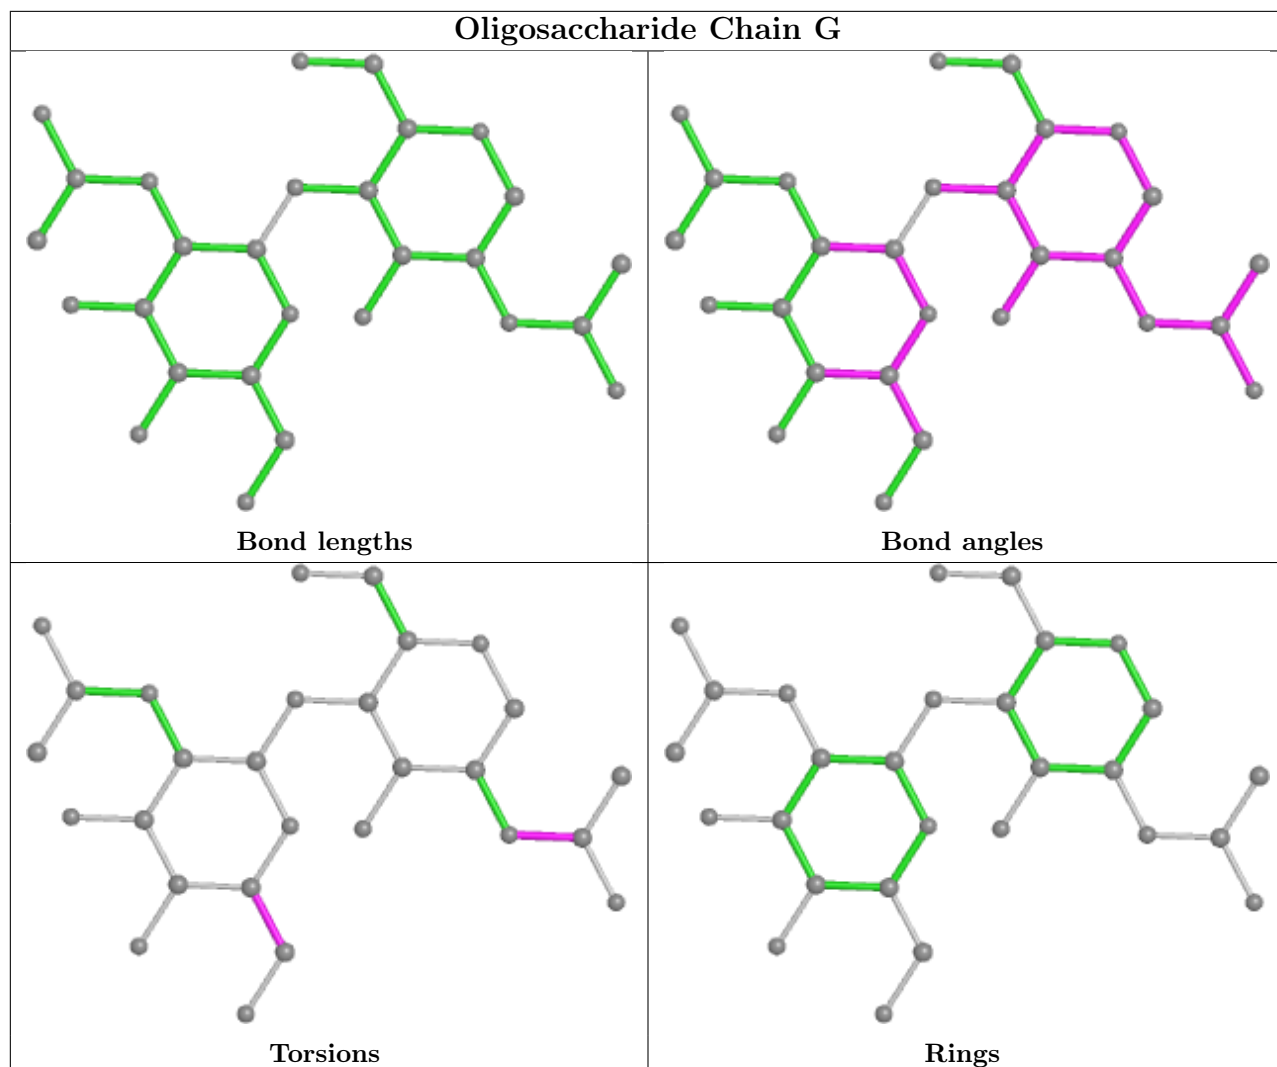 Oligosaccharide Chain G
Bond lengths
Bond angles
Torsions
Rings